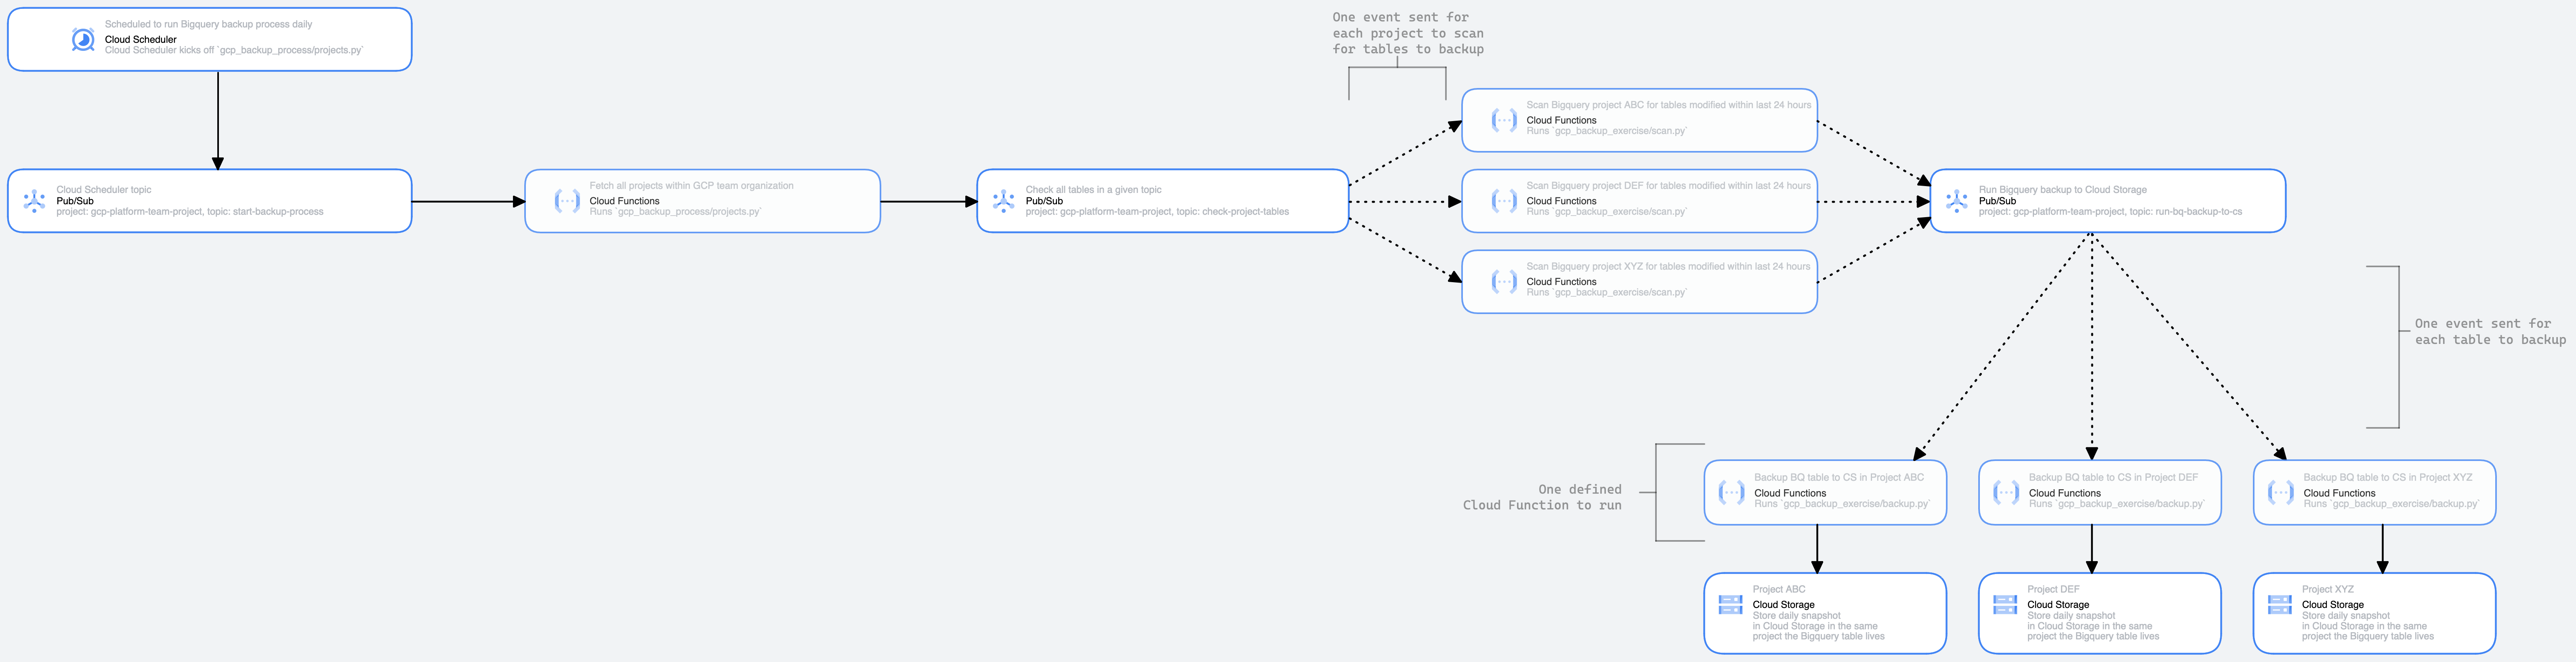 Scheduled to run Bigquery backup process daily
Cloud Scheduler
Cloud Scheduler kicks off `gcp_backup_process/projects.py`
Cloud Scheduler topic
Pub/Sub
project: gcp-platform-team-project, topic: start-backup-process
Fetch all projects within GCP team organization
Cloud Functions
Runs `gcp_backup_process/projects.py`
Check all tables in a given topic
Pub/Sub
project: gcp-platform-team-project, topic: check-project-tables
One event sent for
each project to scan
for tables to backup
Scan Bigquery project ABC for tables modified within last 24 hours
Cloud Functions
Runs `gcp_backup_exercise/scan.py`
Scan Bigquery project DEF for tables modified within last 24 hours
Cloud Functions
Runs `gcp_backup_exercise/scan.py`
Scan Bigquery project XYZ for tables modified within last 24 hours
Cloud Functions
Runs `gcp_backup_exercise/scan.py`
Run Bigquery backup to Cloud Storage
Pub/Sub
project: gcp-platform-team-project, topic: run-bq-backup-to-cs
One event sent for
each table to backup
One defined
Cloud Function to run
Backup BQ table to CS in Project ABC
Cloud Functions
Runs `gcp_backup_exercise/backup.py`
Backup BQ table to CS in Project DEF
Cloud Functions
Runs `gcp_backup_exercise/backup.py`
Backup BQ table to CS in Project XYZ
Cloud Functions
Runs `gcp_backup_exercise/backup.py`
Project ABC
Cloud Storage
Store daily snapshot
in Cloud Storage in the same
project the Bigquery table lives
Project DEF
Cloud Storage
Store daily snapshot
in Cloud Storage in the same
project the Bigquery table lives
Project XYZ
Cloud Storage
Store daily snapshot
in Cloud Storage in the same
project the Bigquery table lives